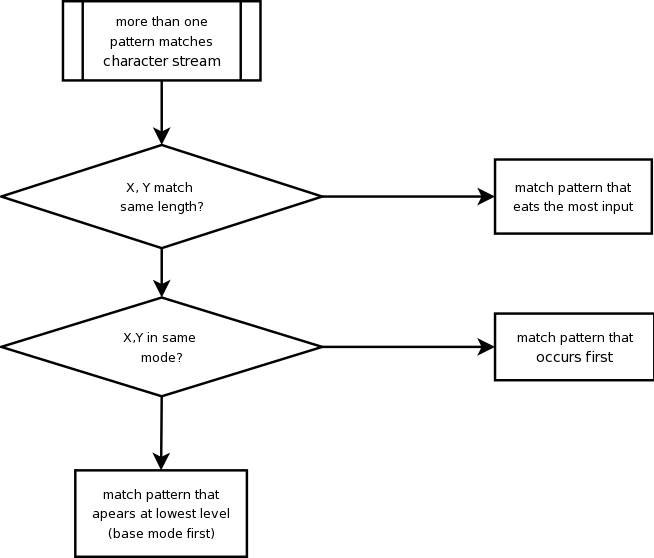 more than one
pattern matches
character stream
X, Y match
same length?
match pattern that
eats the most input
X,Y in same
mode?
match pattern that
occurs first
match pattern that
apears at lowest level
(base mode first)